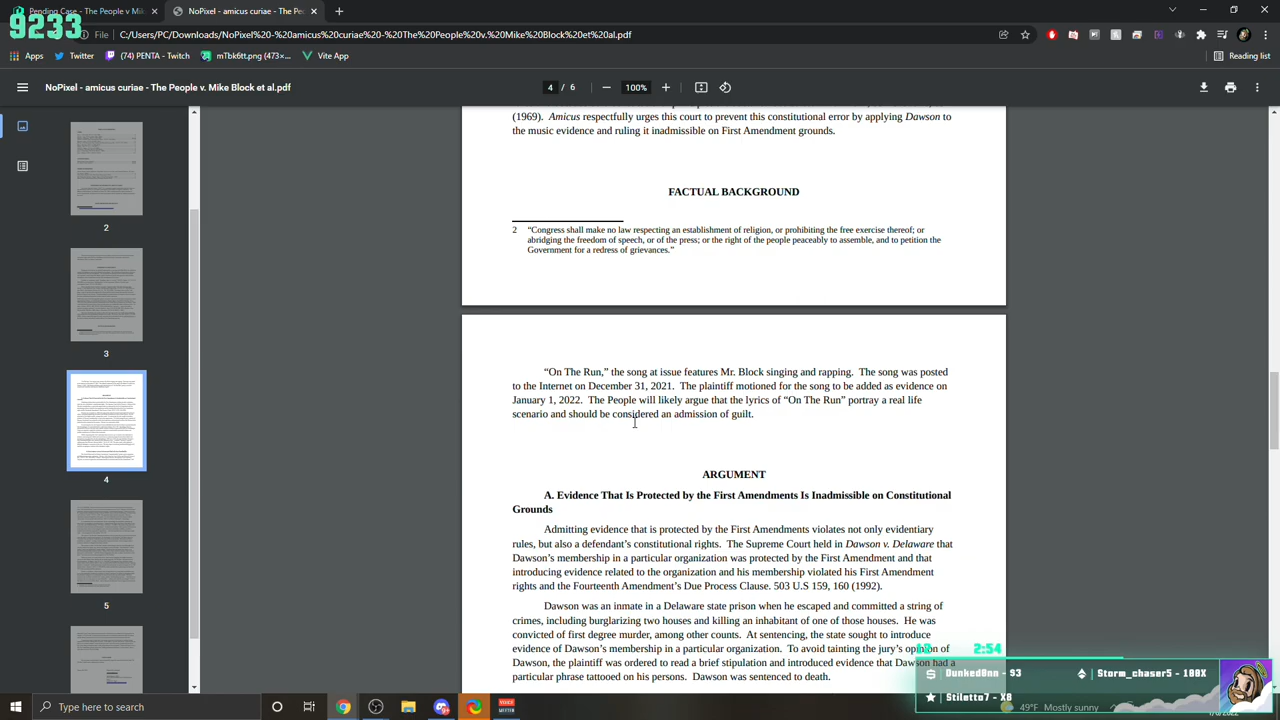 Pending Case - The People v Mik
NoPixel - amicus curiae - The Pe
9233
File
C:/Users/PC/Downloads/NoPixel%20-%20amicus%20curiae%20-%20The%20People%20v.%20Mike%20Block%20et%20al.pdf
Apps
Twitter
(74) PENTA - Twitch
mTbk6tt.png (473×...
Vite App
Reading list
NoPixel - amicus curiae - The People v. Mike Block et al.pdf
4 / 6
100%
(1969). Amicus respectfully urges this court to prevent this constitutional error by applying Dawson to
the music evidence and ruling it inadmissible on First Amendment grounds.
FACTUAL BACKGROUND
2 “Congress shall make no law respecting an establishment of religion, or prohibiting the free exercise thereof; or
abridging the freedom of speech, or of the press; or the right of the people peaceably to assemble, and to petition the
Government for a redress of grievances.”
“On The Run,” the song at issue features Mr. Block singing and rapping. The song was posted
to the Internet on December 31, 2021. The plaintiff motioned for the song to be added as evidence on
January 1, 2022. The People will likely argue that the lyrics of “On The Run” portray a real life
scenario and should be considered an admission of guilt.
ARGUMENT
A. Evidence That Is Protected by the First Amendments Is Inadmissible on Constitutional
Grounds
Admitting evidence that is protected by the First Amendments violates not only evidentiary
rules, but also a defendant’s constitutional rights. The Supreme Court held in Dawson v. Delaware that
Dawson’s membership in a particular organization was protected by the First Amendment and that
introducing evidence related to the organization and his membership violated his First Amendment
rights and the Fourteenth Amendment’s Due Process Clause. 503 U.S 159, 160 (1992).
Dawson was an inmate in a Delaware state prison when he escaped and committed a string of
crimes, including burglarizing two houses and killing an inhabitant of one of those houses. He was
convicted of first degree murder, among other counts. At sentencing, the state sought to introduce
evidence of Dawson’s membership in a particular organization. To avoid tainting the jury’s opinion of
Dawson, the plaintiff was ordered to read a brief stipulation and introduced evidence that Dawson had a
particular phrase tattooed on his persons. Dawson was sentenced to death.
2
3
4
5
2:54
Dunked8nn - 93
Storm_chaser5 - 100X
Stiletto7 - X8
Type here to search
VOICE
METER
49°F Mostly sunny